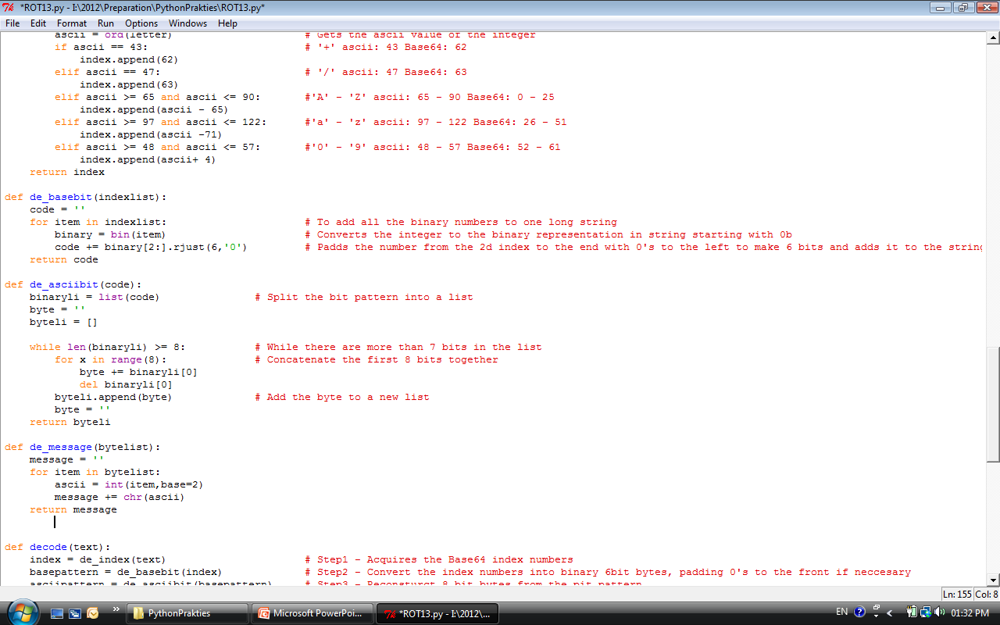 *ROT13.py - I:\2012\Preparation\PythonPrakties\ROT13.py*
File Edit Format Run Options Windows Help
        ascii = ord(letter)                     # Gets the ascii value of the integer
        if ascii == 43:                         # '+' ascii: 43 Base64: 62
            index.append(62)
        elif ascii == 47:                       # '/' ascii: 47 Base64: 63
            index.append(63)
        elif ascii >= 65 and ascii <= 90:       #'A' - 'Z' ascii: 65 - 90 Base64: 0 - 25
            index.append(ascii - 65)
        elif ascii >= 97 and ascii <= 122:      #'a' - 'z' ascii: 97 - 122 Base64: 26 - 51
            index.append(ascii -71)
        elif ascii >= 48 and ascii <= 57:       #'0' - '9' ascii: 48 - 57 Base64: 52 - 61
            index.append(ascii+ 4)
    return index
def de_basebit(indexlist):
    code = ''
    for item in indexlist:                      # To add all the binary numbers to one long string
        binary = bin(item)                      # Converts the integer to the binary representation in string starting with 0b
        code += binary[2:].rjust(6,'0')         # Padds the number from the 2d index to the end with 0's to the left to make 6 bits and adds it to the string
    return code
def de_asciibit(code):
    binaryli = list(code)               # Split the bit pattern into a list
    byte = ''
    byteli = []
    while len(binaryli) >= 8:           # While there are more than 7 bits in the list
        for x in range(8):              # Concatenate the first 8 bits together
            byte += binaryli[0]
            del binaryli[0]
        byteli.append(byte)             # Add the byte to a new list
        byte = ''
    return byteli
def de_message(bytelist):
    message = ''
    for item in bytelist:
        ascii = int(item,base=2)
        message += chr(ascii)
    return message
def decode(text):
    index = de_index(text)                      # Step1 - Acquires the Base64 index numbers
    basepattern = de_basebit(index)             # Step2 - Convert the index numbers into binary 6bit bytes, padding 0's to the front if neccesary
    asciipattern = de_asciibit(basepattern)     # Step3 - Reconsturct 8 bit bytes from the bit pattern
Ln: 155 Col: 8
PythonPrakties
Microsoft PowerPoi...
*ROT13.py - I:\2012\...
EN
01:32 PM